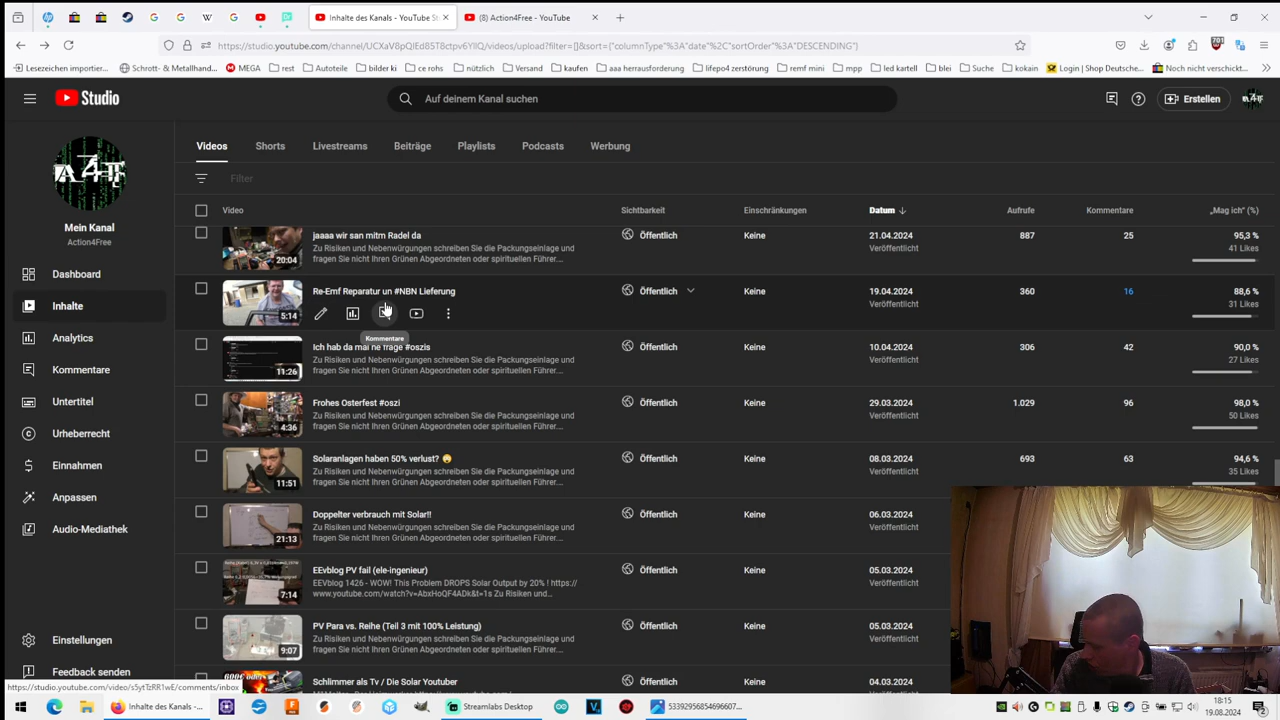 Inhalte des Kanals - YouTube St
(8) Action4Free - YouTube
https://studio.youtube.com/channel/UCXaV8pQIEd8ST8ctpv6YIlQ/videos/upload?filter=[]&sort={"columnType"%3A"date"%2C"sortOrder"%3A"DESCENDING"}
701
Lesezeichen importier...
Schrott- & Metallhand...
MEGA
rest
Autoteile
bilder ki
ce rohs
nützlich
Versand
kaufen
aaa herrausforderung
lifepo4 zerstörung
remf mini
mpp
led kartell
blei
Suche
kokain
Login | Shop Deutsche...
Noch nicht verschickt...
Studio
Auf deinem Kanal suchen
Erstellen
A4F
Mein Kanal
Action4Free
Dashboard
Inhalte
Analytics
Kommentare
Untertitel
Urheberrecht
Einnahmen
Anpassen
Audio-Mediathek
Einstellungen
Feedback senden
Videos Shorts Livestreams Beiträge Playlists Podcasts Werbung
Filter
Video Sichtbarkeit Einschränkungen Datum Aufrufe Kommentare „Mag ich" (%)
jaaaa wir san mitm Radel da Öffentlich Keine 21.04.2024 887 25 95,3 %
Zu Risiken und Nebenwürgungen schreiben Sie die Packungseinlage und Veröffentlicht 41 Likes
fragen Sie nicht Ihren Grünen Abgeordneten oder spirituellen Führer....
20:04
Re-Emf Reparatur un #NBN Lieferung Öffentlich Keine 19.04.2024 360 16 88,6 %
Veröffentlicht 31 Likes
5:14
Kommentare
Ich hab da mal ne frage #oszis Öffentlich Keine 10.04.2024 306 42 90,0 %
Zu Risiken und Nebenwürgungen schreiben Sie die Packungseinlage und Veröffentlicht 27 Likes
fragen Sie nicht Ihren Grünen Abgeordneten oder spirituellen Führer....
11:26
Frohes Osterfest #oszi Öffentlich Keine 29.03.2024 1.029 96 98,0 %
Zu Risiken und Nebenwürgungen schreiben Sie die Packungseinlage und Veröffentlicht 50 Likes
fragen Sie nicht Ihren Grünen Abgeordneten oder spirituellen Führer....
4:36
Solaranlagen haben 50% verlust? 😱 Öffentlich Keine 08.03.2024 693 63 94,6 %
Zu Risiken und Nebenwürgungen schreiben Sie die Packungseinlage und Veröffentlicht 35 Likes
fragen Sie nicht Ihren Grünen Abgeordneten oder spirituellen Führer....
11:51
Doppelter verbrauch mit Solar!! Öffentlich Keine 06.03.2024
Zu Risiken und Nebenwürgungen schreiben Sie die Packungseinlage und Veröffentlicht
fragen Sie nicht Ihren Grünen Abgeordneten oder spirituellen Führer....
21:13
EEvblog PV fail (ele-ingenieur) Öffentlich Keine 05.03.2024
EEVblog 1426 - WOW! This Problem DROPS Solar Output by 20% ! https:// Veröffentlicht
www.youtube.com/watch?v=AbxHoQF4ADk&t=1s Zu Risiken und...
7:14
PV Para vs. Reihe (Teil 3 mit 100% Leistung) Öffentlich Keine 05.03.2024
Zu Risiken und Nebenwürgungen schreiben Sie die Packungseinlage und Veröffentlicht
fragen Sie nicht Ihren Grünen Abgeordneten oder spirituellen Führer....
9:07
Schlimmer als Tv / Die Solar Youtuber Öffentlich Keine 04.03.2024
https://studio.youtube.com/video/s5ytTzRR1wE/comments/inbox
Inhalte des Kanals -...
Streamlabs Desktop
53392956854696607...
18:15
19.08.2024